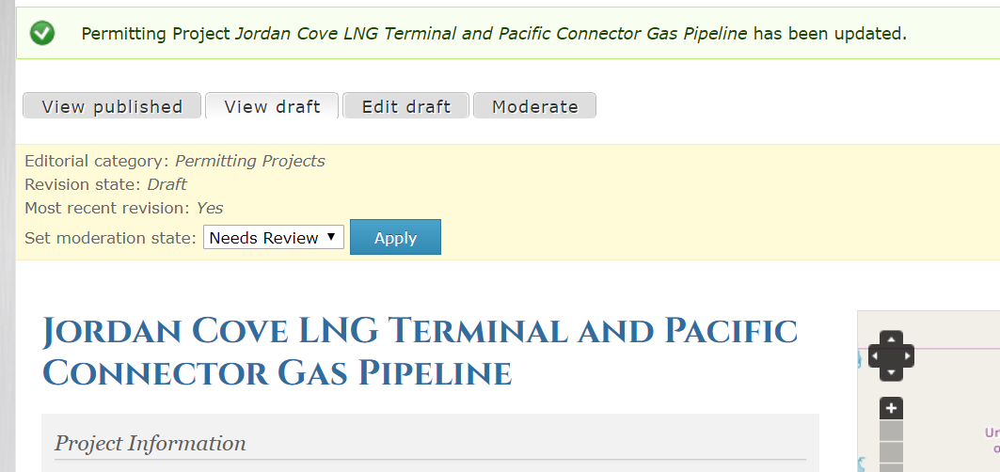 Permitting Project Jordan Cove LNG Terminal and Pacific Connector Gas Pipeline has been updated.
View published View draft Edit draft Moderate
Editorial category: Permitting Projects
Revision state: Draft
Most recent revision: Yes
Set moderation state: Needs Review Apply
Jordan Cove LNG Terminal and Pacific
Connector Gas Pipeline
Project Information